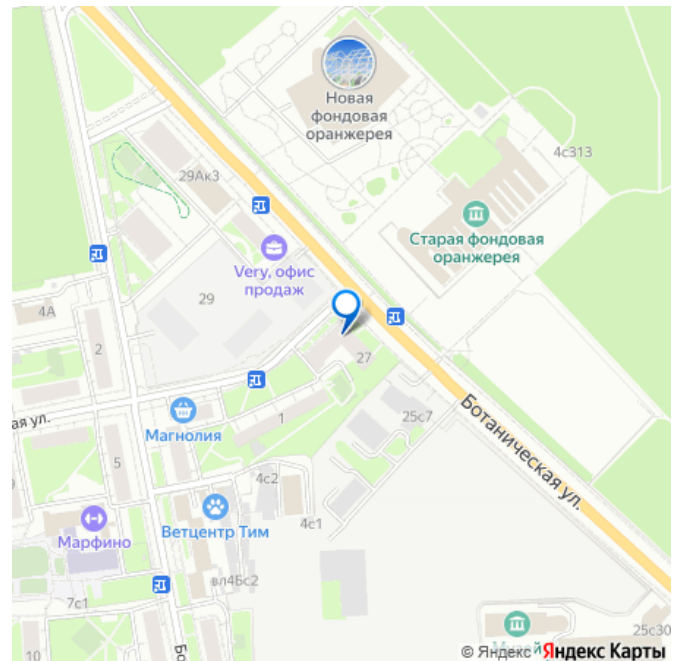 Новая
фондовая
оранжерея
4с313
29Ак3
Старая фондовая
оранжерея
Very, офис
продаж
29
4А
2
27
25с7
Ботаническая ул.
ая ул.
Магнолия
1
5
4с2
Ветцентр Тим
4с1
Марфино
вл4Бс2
7с1
10
Бо
25с30
© Яндекс Яндекс Карты